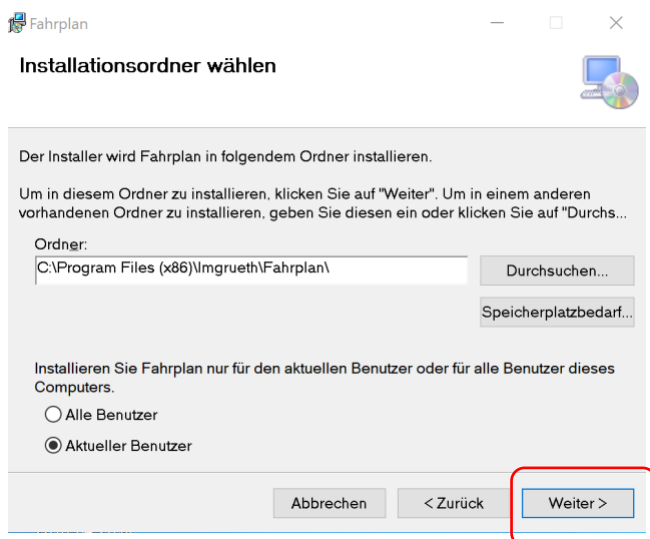 Fahrplan
Installationsordner wählen
Der Installer wird Fahrplan in folgendem Ordner installieren.
Um in diesem Ordner zu installieren, klicken Sie auf "Weiter". Um in einem anderen
vorhandenen Ordner zu installieren, geben Sie diesen ein oder klicken Sie auf "Durchs...
Ordner:
C:\Program Files (x86)\Imgrueth\Fahrplan\
Durchsuchen...
Speicherplatzbedarf...
Installieren Sie Fahrplan nur für den aktuellen Benutzer oder für alle Benutzer dieses
Computers.
Alle Benutzer
Aktueller Benutzer
Abbrechen
< Zurück
Weiter >